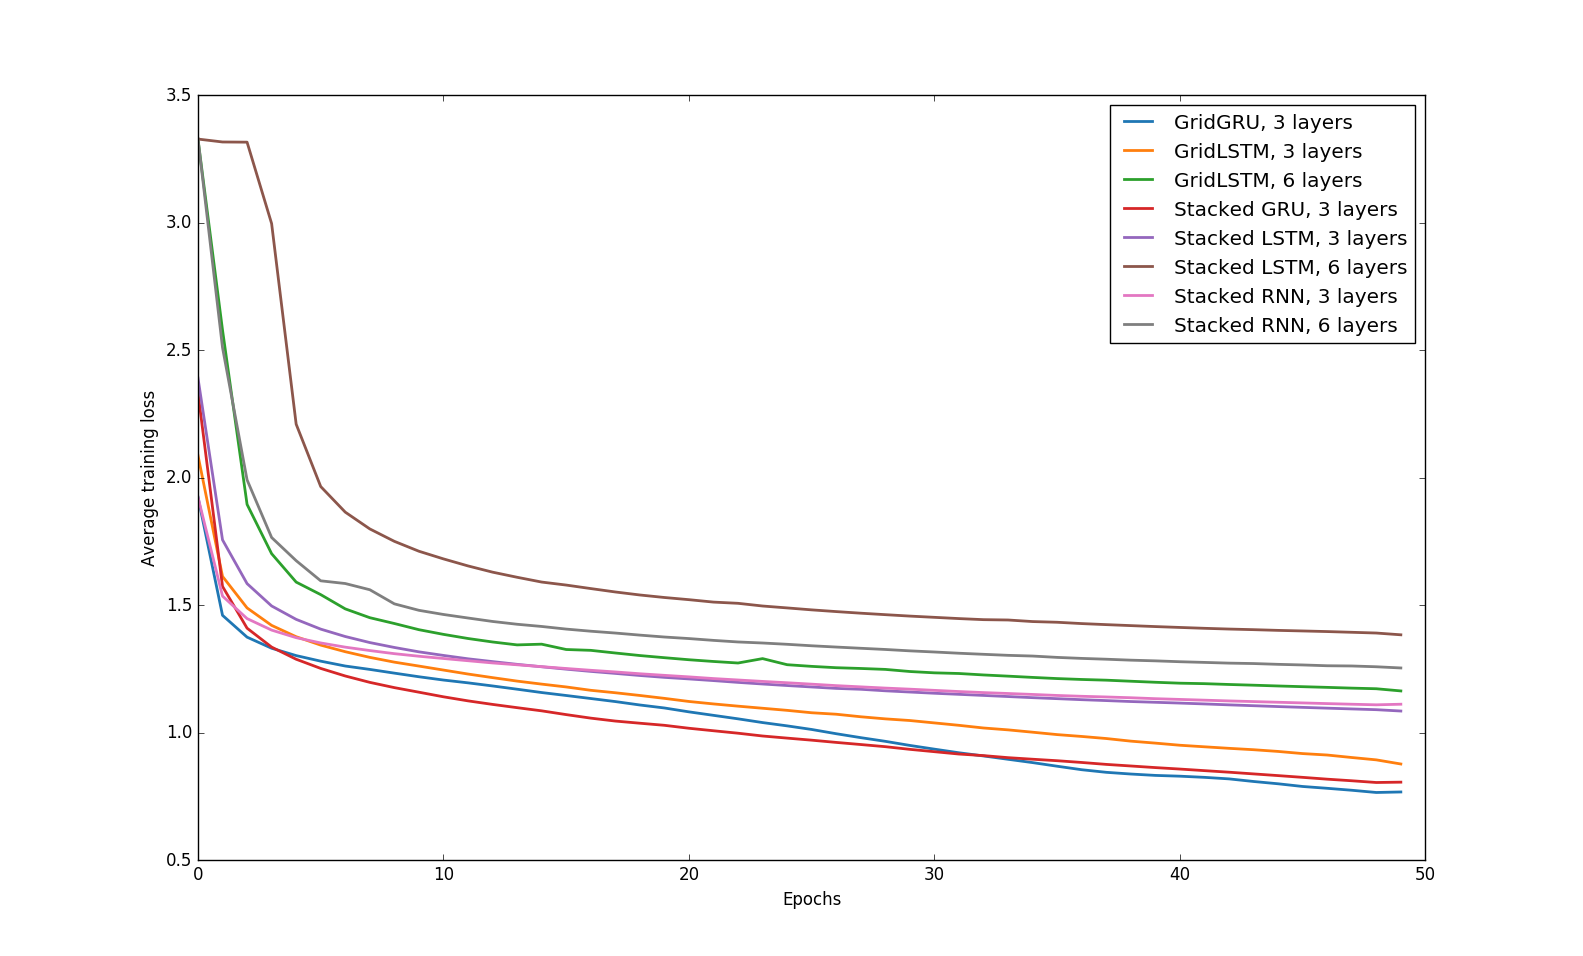 3.5
3.0
2.5
2.0
1.5
1.0
0.5
Average training loss
GridGRU, 3 layers
GridLSTM, 3 layers
GridLSTM, 6 layers
Stacked GRU, 3 layers
Stacked LSTM, 3 layers
Stacked LSTM, 6 layers
Stacked RNN, 3 layers
Stacked RNN, 6 layers
0 10 20 30 40 50
Epochs